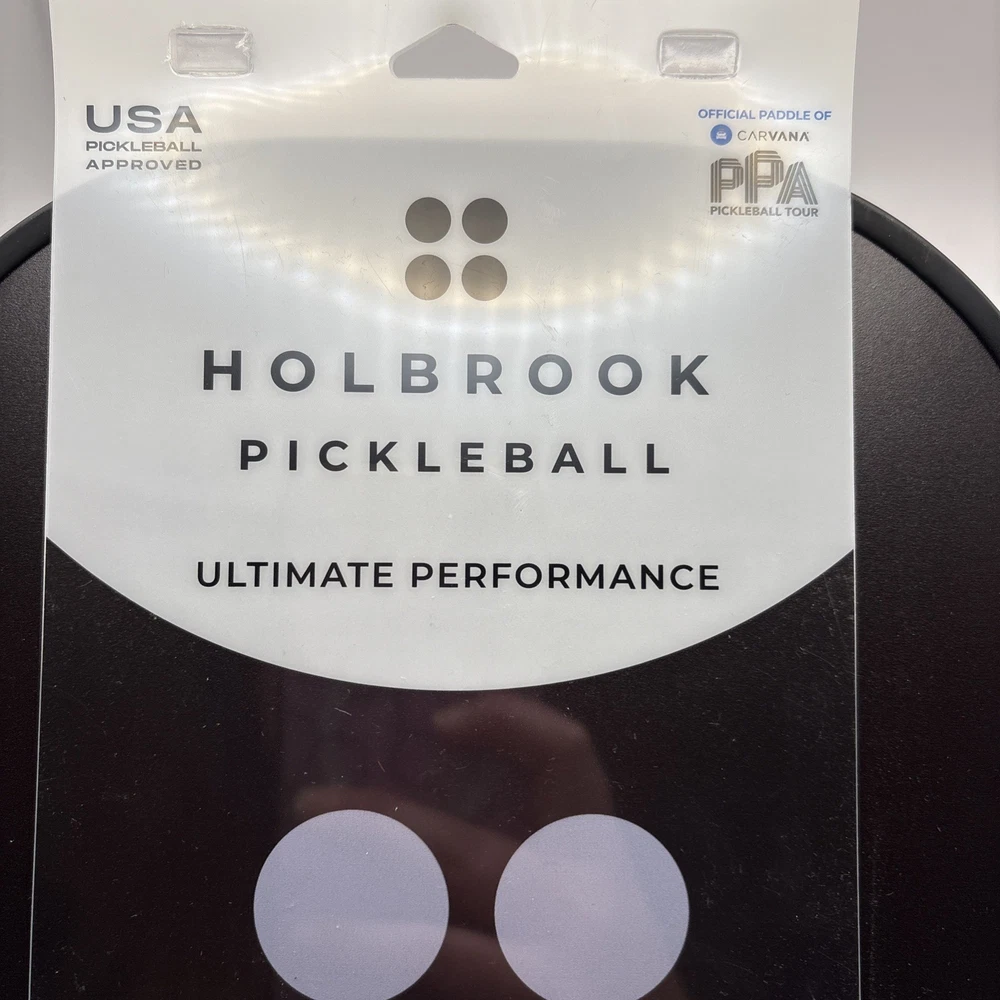 USA
PICKLEBALL
APPROVED
OFFICIAL PADDLE OF
CARVANA
PPA
PICKLEBALL TOUR
HOLBROOK
PICKLEBALL
ULTIMATE PERFORMANCE